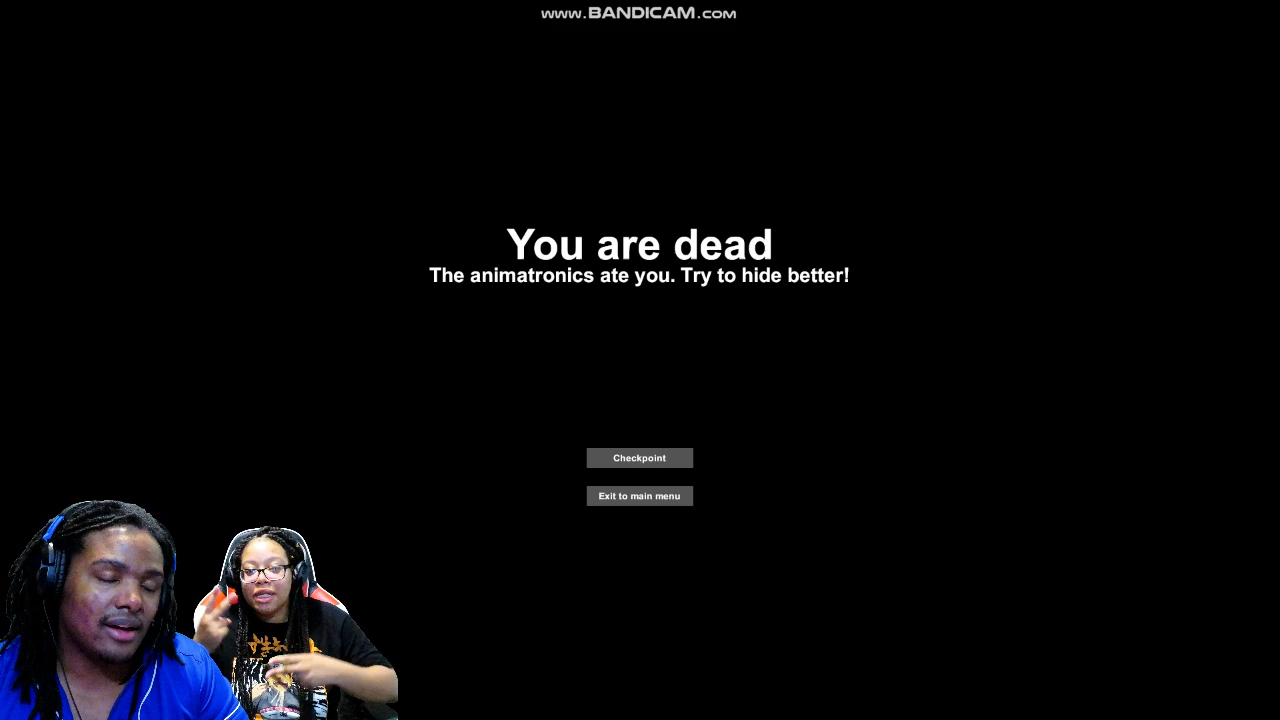 www.BANDICAM.com
You are dead
The animatronics ate you. Try to hide better!
Checkpoint
Exit to main menu